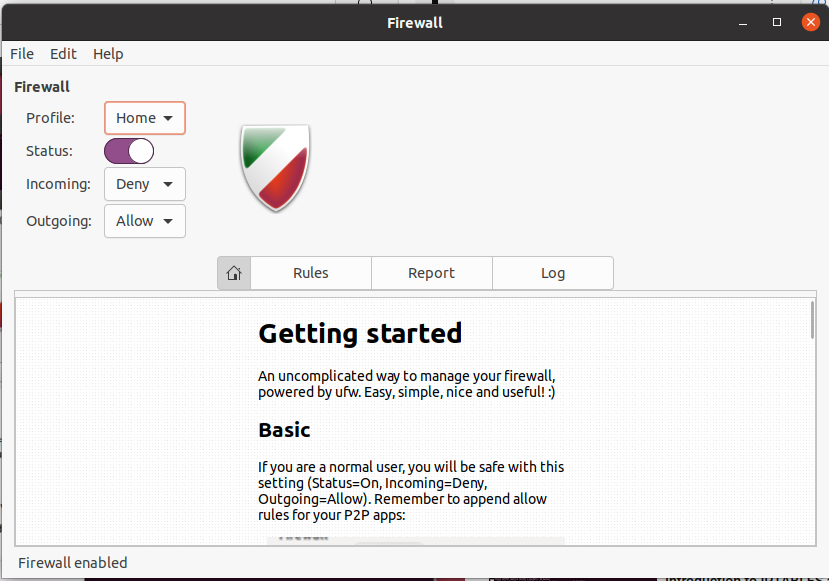 Firewall
File Edit Help
Firewall
Profile: Home
Status:
Incoming: Deny
Outgoing: Allow
Rules Report Log
Getting started
An uncomplicated way to manage your firewall,
powered by ufw. Easy, simple, nice and useful! :)
Basic
If you are a normal user, you will be safe with this
setting (Status=On, Incoming=Deny,
Outgoing=Allow). Remember to append allow
rules for your P2P apps:
Firewall enabled